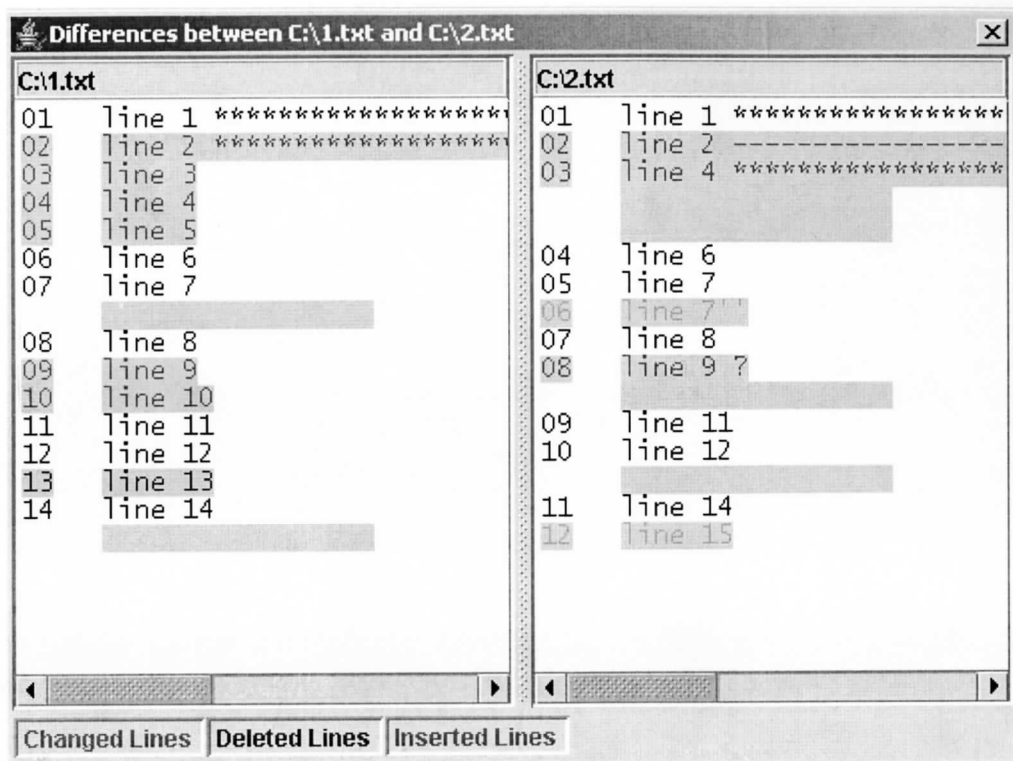 Differences between C:\1.txt and C:\2.txt
C:\1.txt
01 line 1 *******************
02 line 2 *******************
03 line 3
04 line 4
05 line 5
06 line 6
07 line 7
08 line 8
09 line 9
10 line 10
11 line 11
12 line 12
13 line 13
14 line 14
C:\2.txt
01 line 1 *****************
02 line 2 -----------------
03 line 4 *****************
04 line 6
05 line 7
06 line 7''
07 line 8
08 line 9 ?
09 line 11
10 line 12
11 line 14
12 line 15
Changed Lines Deleted Lines Inserted Lines